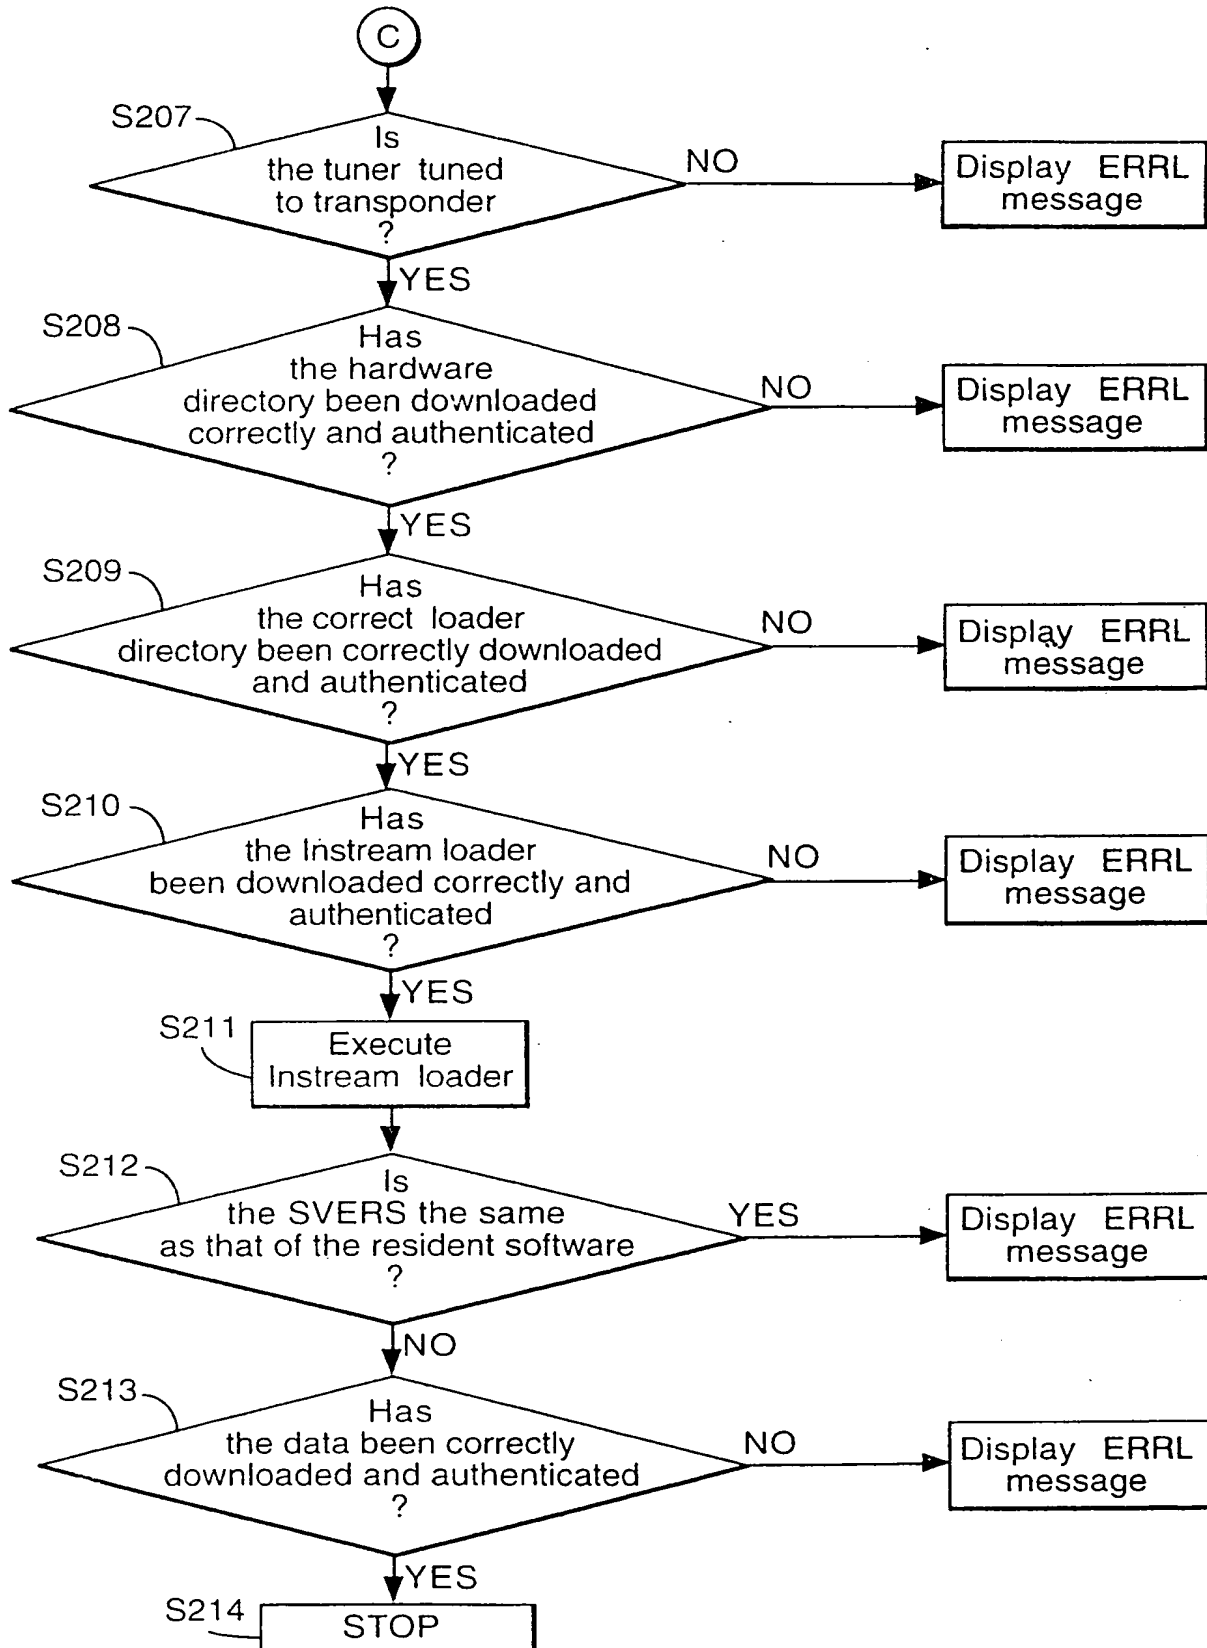 C
S207
Is
the tuner tuned
to transponder
?
NO
Display ERRL
message
YES
S208
Has
the hardware
directory been downloaded
correctly and authenticated
?
NO
Display ERRL
message
YES
S209
Has
the correct loader
directory been correctly downloaded
and authenticated
?
NO
Display ERRL
message
YES
S210
Has
the Instream loader
been downloaded correctly and
authenticated
?
NO
Display ERRL
message
YES
S211
Execute
Instream loader
S212
Is
the SVERS the same
as that of the resident software
?
YES
Display ERRL
message
NO
S213
Has
the data been correctly
downloaded and authenticated
?
NO
Display ERRL
message
YES
S214
STOP